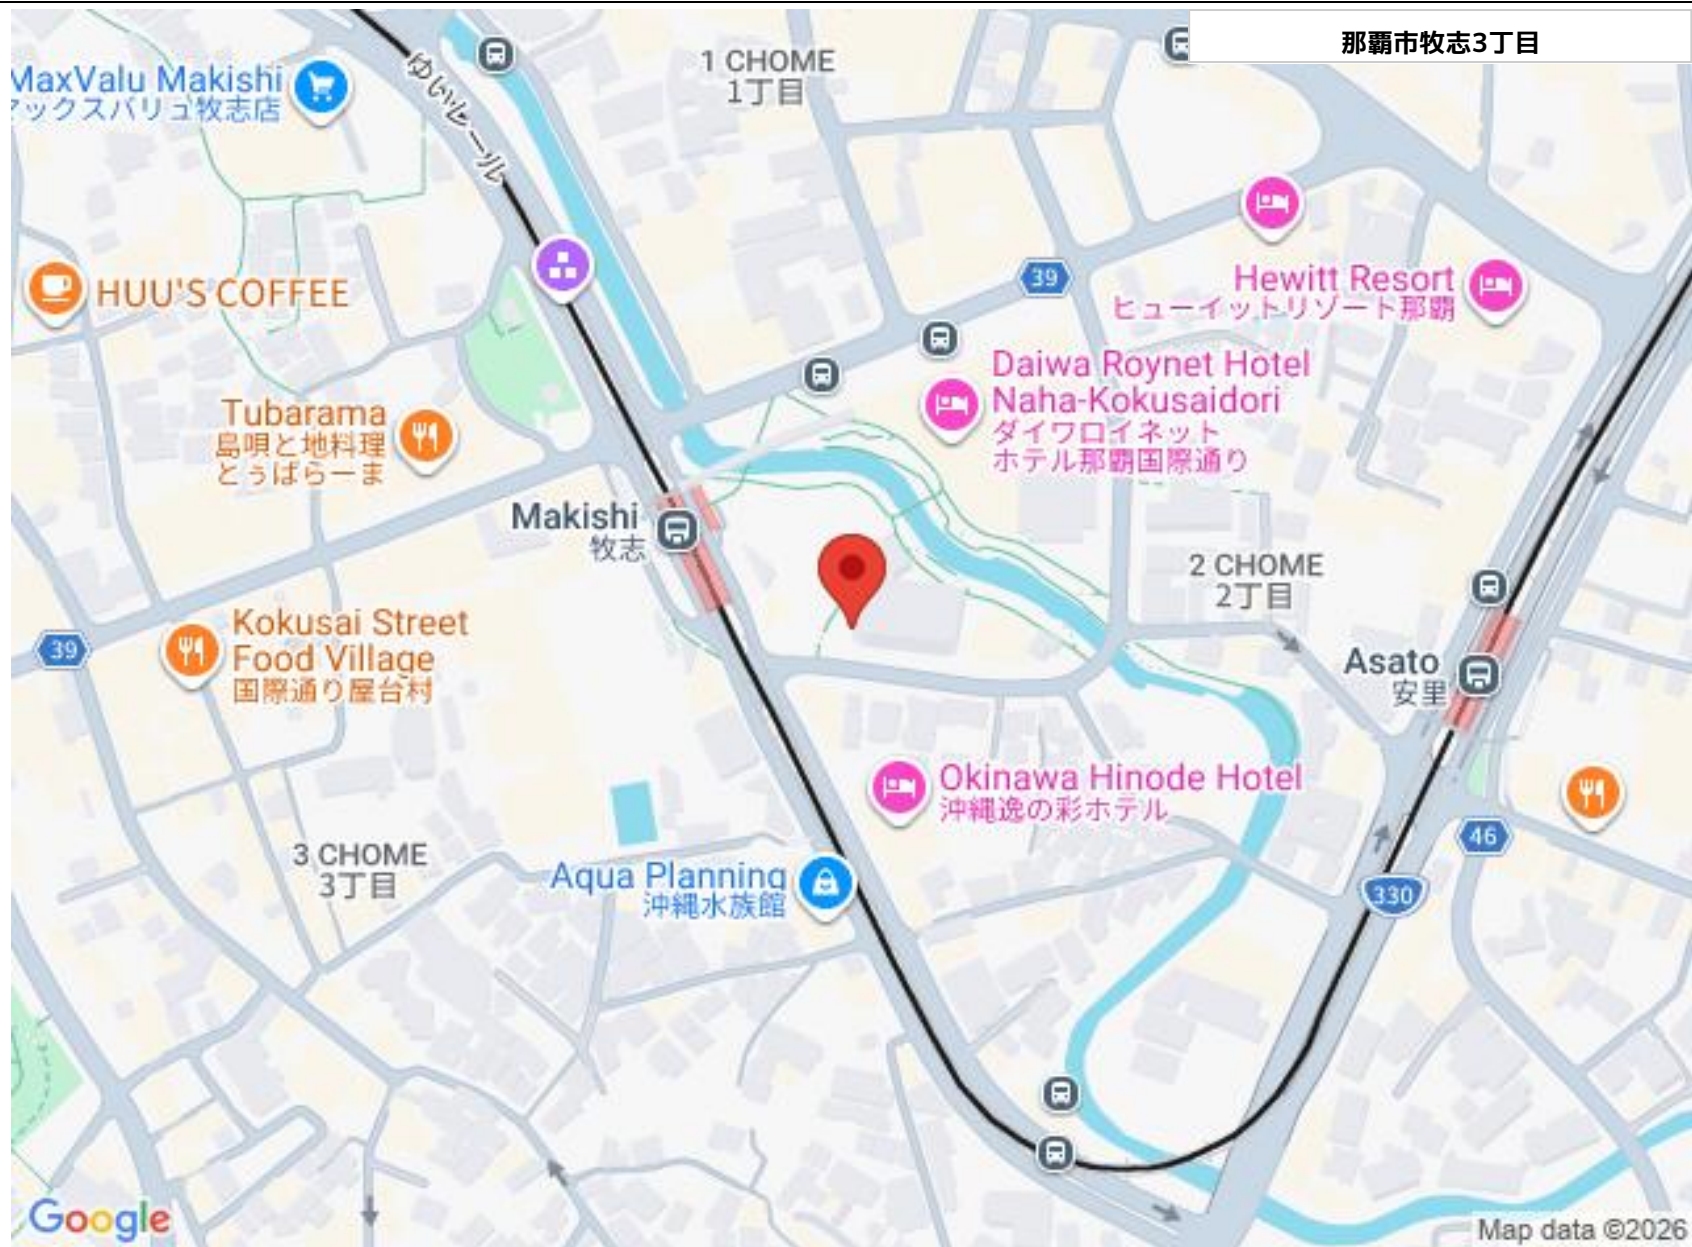 那覇市牧志3丁目
1 CHOME
1丁目
MaxValu Makishi
マックスバリュ牧志店
ゆいレール
HUU'S COFFEE
39
Hewitt Resort
ヒューイットリゾート那覇
Daiwa Roynet Hotel
Naha-Kokusaidori
ダイワロイネット
ホテル那覇国際通り
Tubarama
島唄と地料理
とぅばらーま
Makishi
牧志
2 CHOME
2丁目
Kokusai Street
Food Village
国際通り屋台村
39
Asato
安里
Okinawa Hinode Hotel
沖縄逸の彩ホテル
3 CHOME
3丁目
Aqua Planning
沖縄水族館
46
330
Google
Map data ©2026